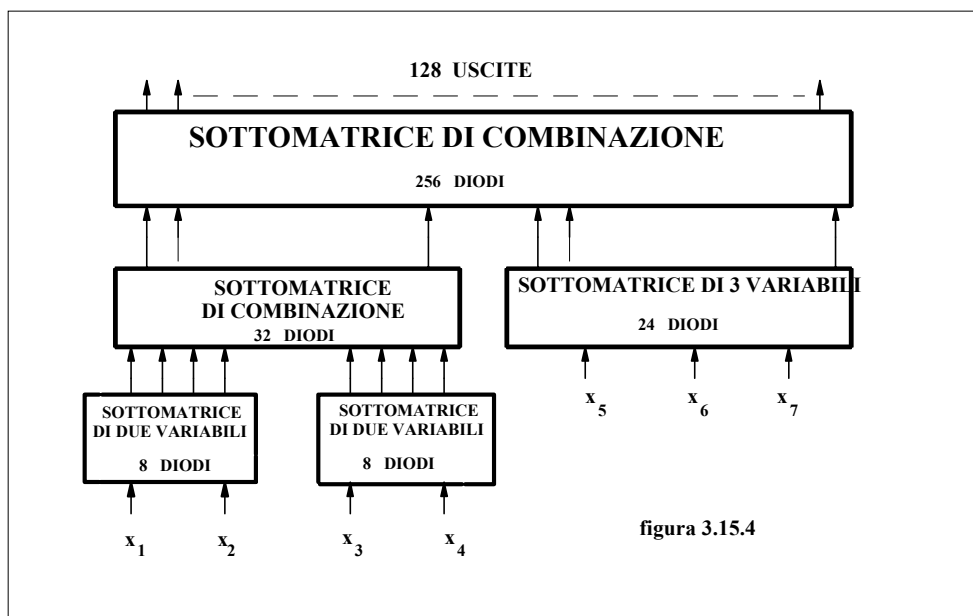 128 USCITE
SOTTOMATRICE DI COMBINAZIONE
256 DIODI
SOTTOMATRICE
DI COMBINAZIONE
32 DIODI
SOTTOMATRICE DI 3 VARIABILI
24 DIODI
x5 x6 x7
SOTTOMATRICE
DI DUE VARIABILI
8 DIODI
SOTTOMATRICE
DI DUE VARIABILI
8 DIODI
x1 x2 x3 x4
figura 3.15.4